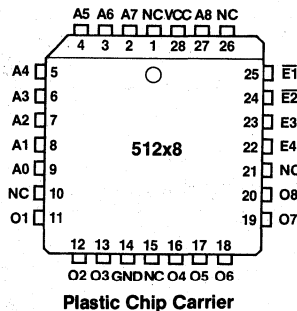 A5 A6 A7 NC VCC A8 NC
4 3 2 1 28 27 26
A4 5 25 E1
A3 6 24 E2
A2 7 23 E3
A1 8 22 E4
512x8
A0 9 21 NC
NC 10 20 O8
O1 11 19 O7
12 13 14 15 16 17 18
O2 O3 GND NC O4 O5 O6
Plastic Chip Carrier